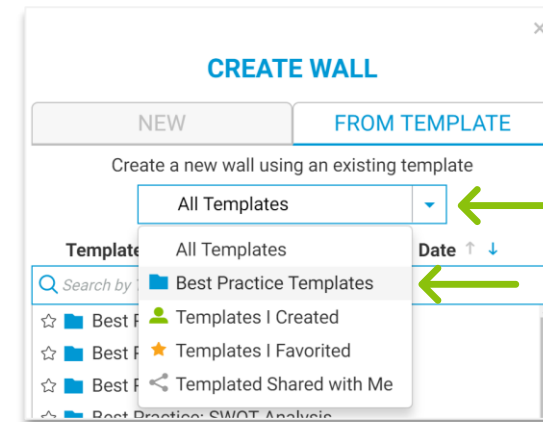 CREATE WALL
NEW
FROM TEMPLATE
Create a new wall using an existing template
All Templates
All Templates
Date
Search by
Best Practice Templates
Templates I Created
Templates I Favorited
Templated Shared with Me
Best
Best
Best
Best Practice: SWOT Analysis